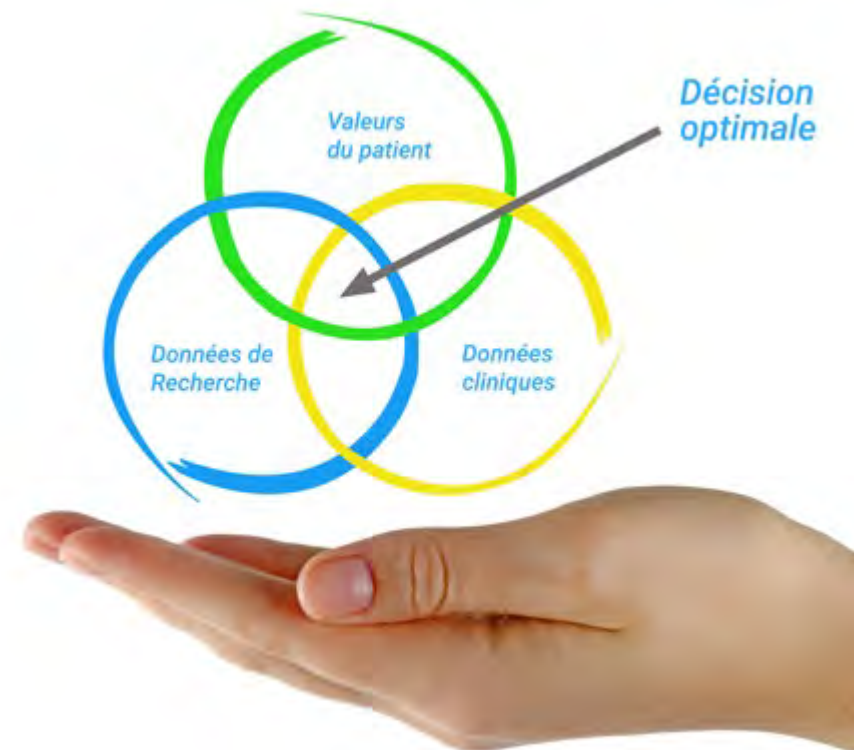 Décision
optimale
Valeurs
du patient
Données de
Recherche
Données
cliniques